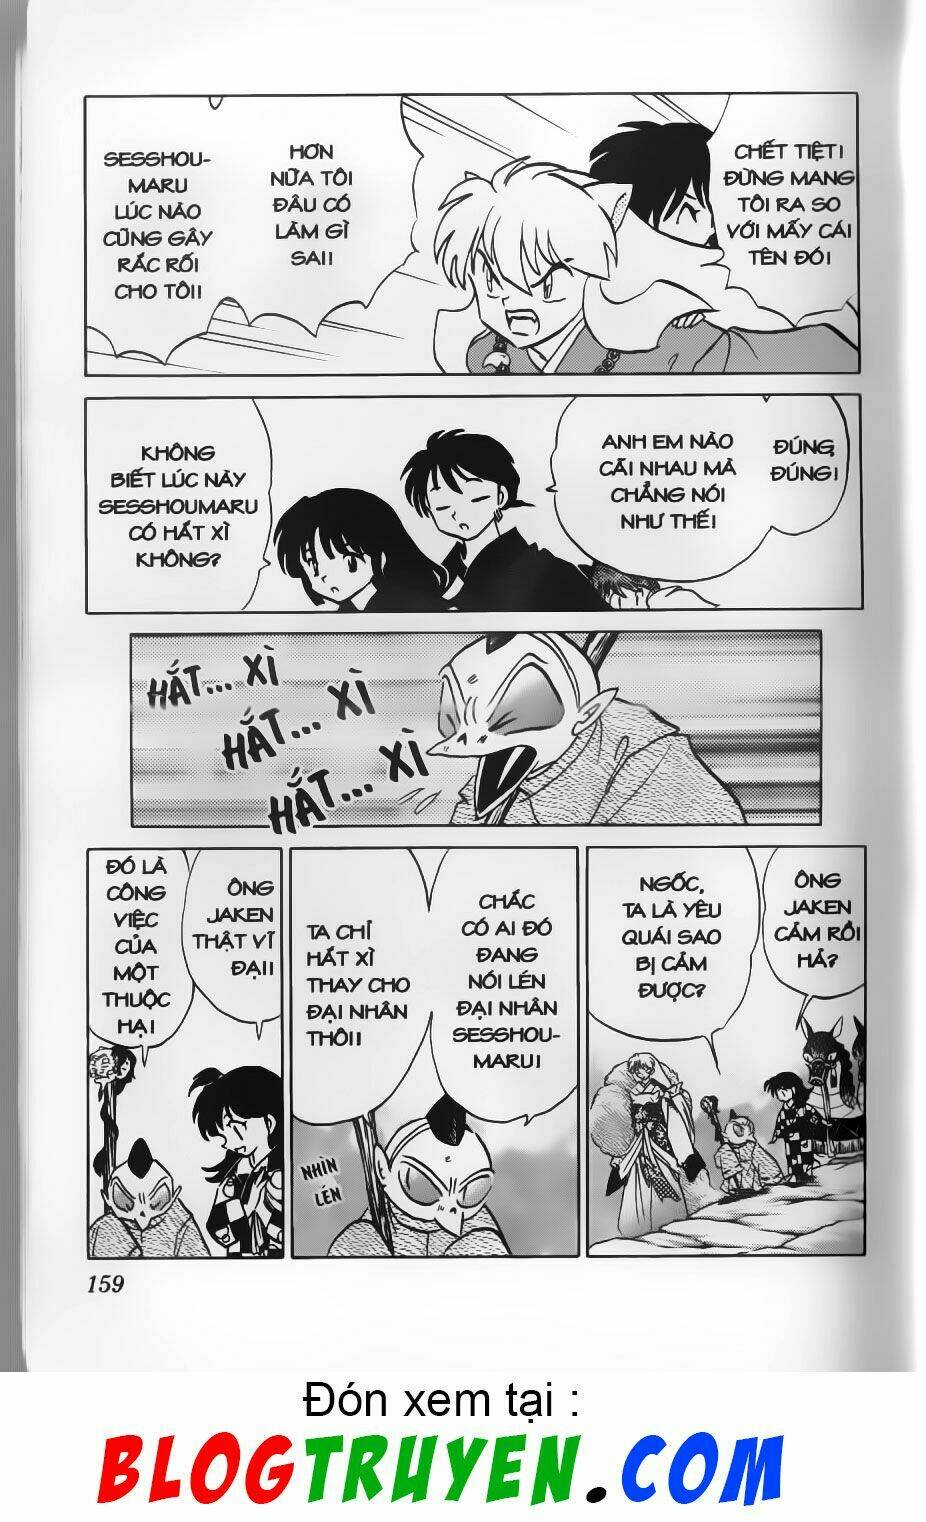 CHẾT TIỆT!
ĐỪNG MANG
TÔI RA SO
VỚI MẤY CÁI
TÊN ĐÓ!
HƠN
NỮA TÔI
ĐÂU CÓ
LÀM GÌ
SAI!
SESSHOU-
MARU
LÚC NÀO
CŨNG GÂY
RẮC RỐI
CHO TÔI!
ĐÚNG,
ĐÚNG!
ANH EM NÀO
CÃI NHAU MÀ
CHẲNG NÓI
NHƯ THẾ!
KHÔNG
BIẾT LÚC NÀY
SESSHOUMARU
CÓ HẮT XÌ
KHÔNG?
HẮT... XÌ
HẮT... XÌ
HẮT... XÌ
ÔNG
JAKEN
CẢM RỒI
HẢ?
NGỐC,
TA LÀ YÊU
QUÁI SAO
BỊ CẢM
ĐƯỢC?
CHẮC
CÓ AI ĐÓ
ĐANG
NÓI LÉN
ĐẠI NHÂN
SESSHOU-
MARU!
TA CHỈ
HẮT XÌ
THAY CHO
ĐẠI NHÂN
THÔI!
NHÌN
LÉN
ÔNG
JAKEN
THẬT VĨ
ĐẠI!
ĐÓ LÀ
CÔNG
VIỆC
CỦA
MỘT
THUỘC
HẠ!
159
Đón xem tại :
BLOGTRUYEN.COM